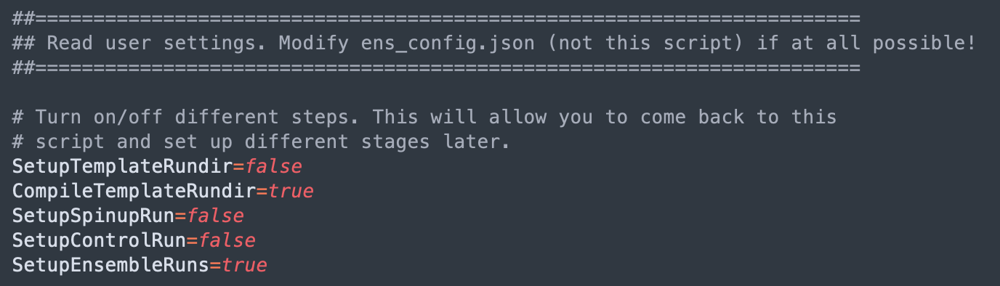 ##=======================================================================
## Read user settings. Modify ens_config.json (not this script) if at all possible!
##=======================================================================
# Turn on/off different steps. This will allow you to come back to this
# script and set up different stages later.
SetupTemplateRundir=false
CompileTemplateRundir=true
SetupSpinupRun=false
SetupControlRun=false
SetupEnsembleRuns=true